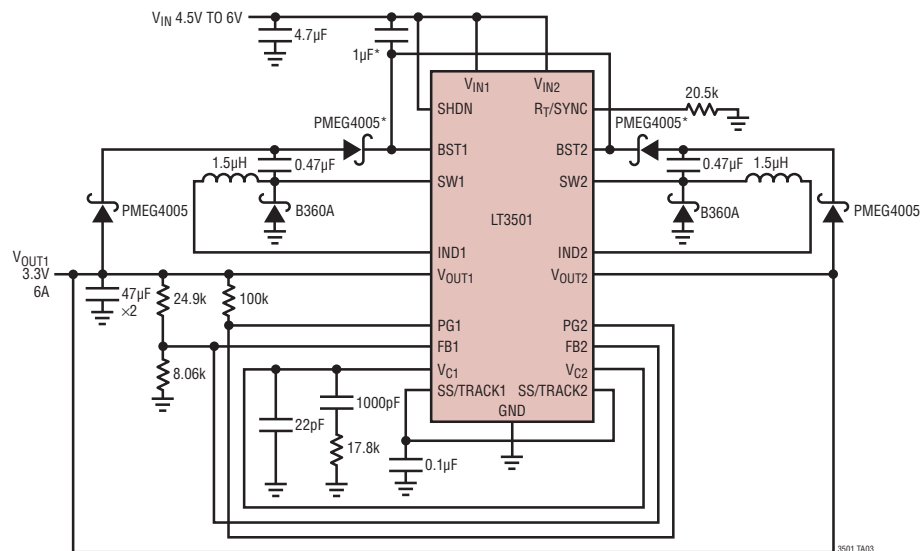 VIN 4.5V TO 6V
4.7µF
1µF*
VIN1
VIN2
SHDN
RT/SYNC
20.5k
PMEG4005*
PMEG4005*
BST1
BST2
1.5µH
0.47µF
0.47µF
1.5µH
SW1
SW2
PMEG4005
B360A
LT3501
B360A
PMEG4005
IND1
IND2
VOUT1
3.3V
6A
VOUT1
VOUT2
47µF
×2
24.9k
100k
PG1
PG2
FB1
FB2
8.06k
VC1
VC2
SS/TRACK1
SS/TRACK2
1000pF
GND
22pF
17.8k
0.1µF
3501 TA03